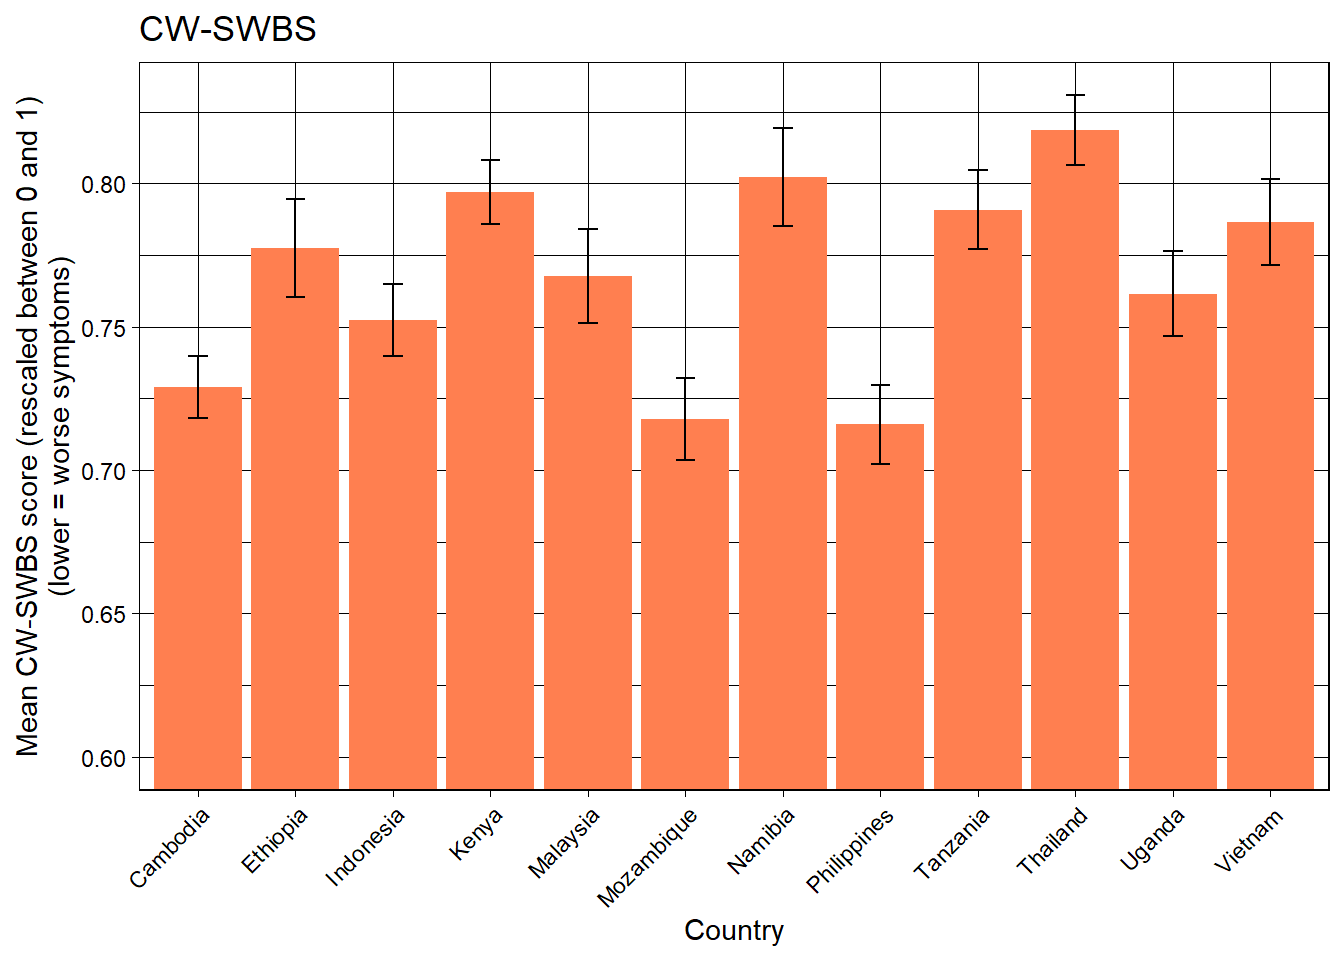 CW-SWBS
Mean CW-SWBS score (rescaled between 0 and 1)
(lower = worse symptoms)
0.80
0.75
0.70
0.65
0.60
Cambodia
Ethiopia
Indonesia
Kenya
Malaysia
Mozambique
Namibia
Philippines
Tanzania
Thailand
Uganda
Vietnam
Country